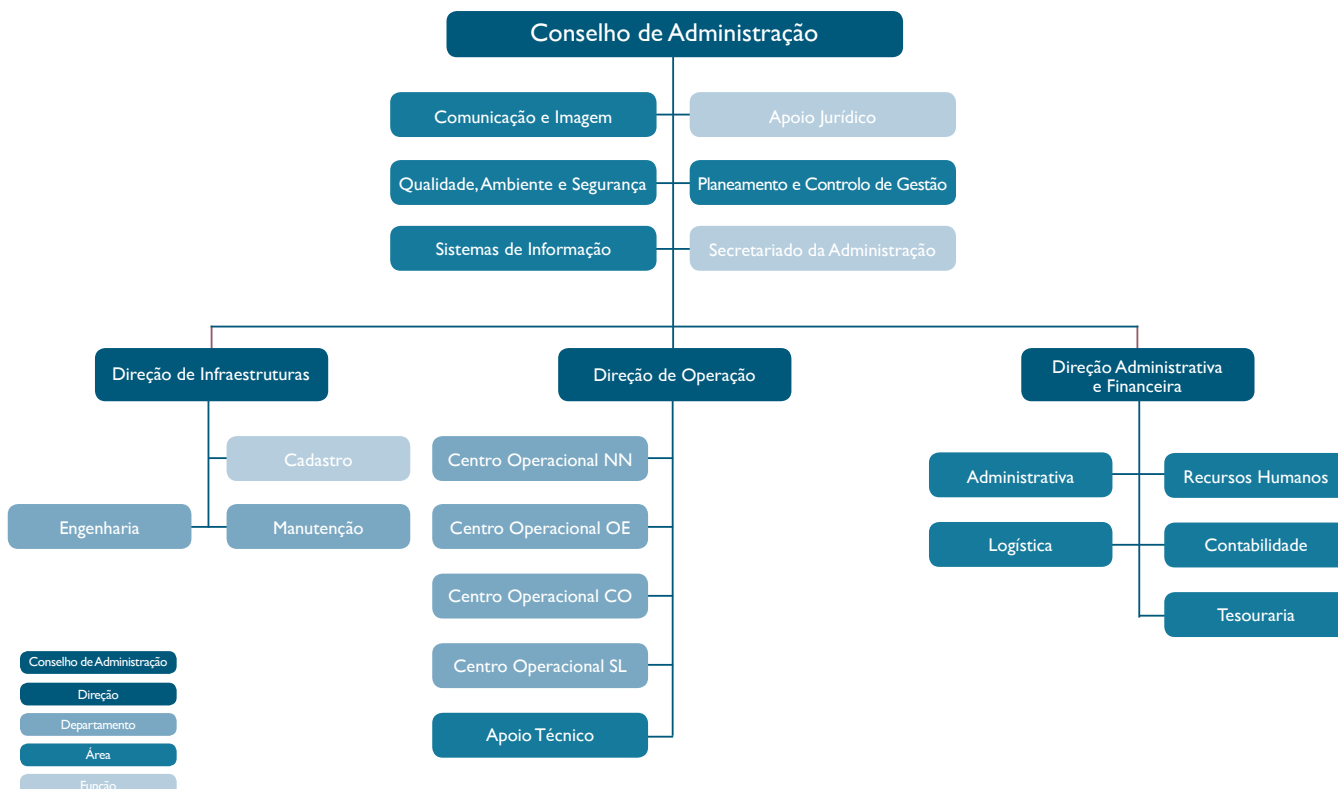 Conselho de Administração
Comunicação e Imagem
Apoio Jurídico
Qualidade, Ambiente e Segurança
Planeamento e Controlo de Gestão
Sistemas de Informação
Secretariado da Administração
Direção de Infraestruturas
Direção de Operação
Direção Administrativa
e Financeira
Cadastro
Engenharia
Manutenção
Centro Operacional NN
Centro Operacional OE
Centro Operacional CO
Centro Operacional SL
Apoio Técnico
Administrativa
Recursos Humanos
Logística
Contabilidade
Tesouraria
Conselho de Administração
Direção
Departamento
Área
Função